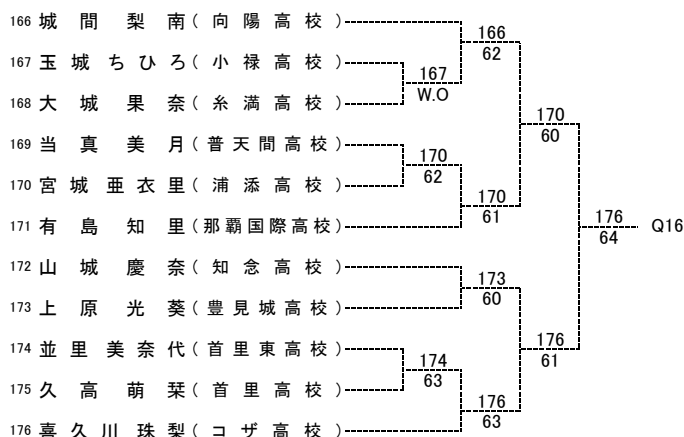 166 城間梨南(向陽高校)
166
62
167 玉城ちひろ(小禄高校)
167
W.O
168 大城果奈(糸満高校)
170
60
169 当真美月(普天間高校)
170
62
170 宮城亜衣里(浦添高校)
170
61
171 有島知里(那覇国際高校)
176
64
Q16
172 山城慶奈(知念高校)
173
60
173 上原光葵(豊見城高校)
176
61
174 並里美奈代(首里東高校)
174
63
175 久高萌栞(首里高校)
176
63
176 喜久川珠梨(コザ高校)